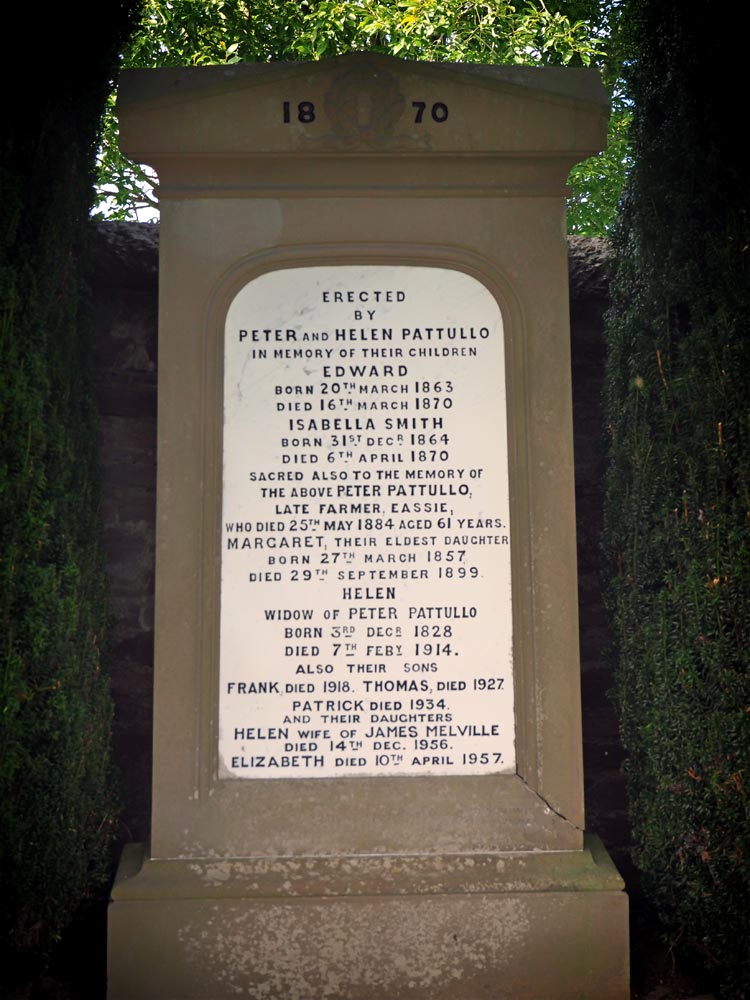 18 70
ERECTED
BY
PETER AND HELEN PATTULLO
IN MEMORY OF THEIR CHILDREN
EDWARD
BORN 20TH MARCH 1863
DIED 16TH MARCH 1870
ISABELLA SMITH
BORN 31ST DECR 1864
DIED 6TH APRIL 1870
SACRED ALSO TO THE MEMORY OF
THE ABOVE PETER PATTULLO,
LATE FARMER, EASSIE,
WHO DIED 25TH MAY 1884 AGED 61 YEARS.
MARGARET, THEIR ELDEST DAUGHTER
BORN 27TH MARCH 1857,
DIED 29TH SEPTEMBER 1899.
HELEN
WIDOW OF PETER PATTULLO
BORN 3RD DECR 1828
DIED 7TH FEBY 1914.
ALSO THEIR SONS
FRANK, DIED 1918. THOMAS, DIED 1927.
PATRICK DIED 1934.
AND THEIR DAUGHTERS
HELEN WIFE OF JAMES MELVILLE
DIED 14TH DEC. 1956.
ELIZABETH DIED 10TH APRIL 1957.